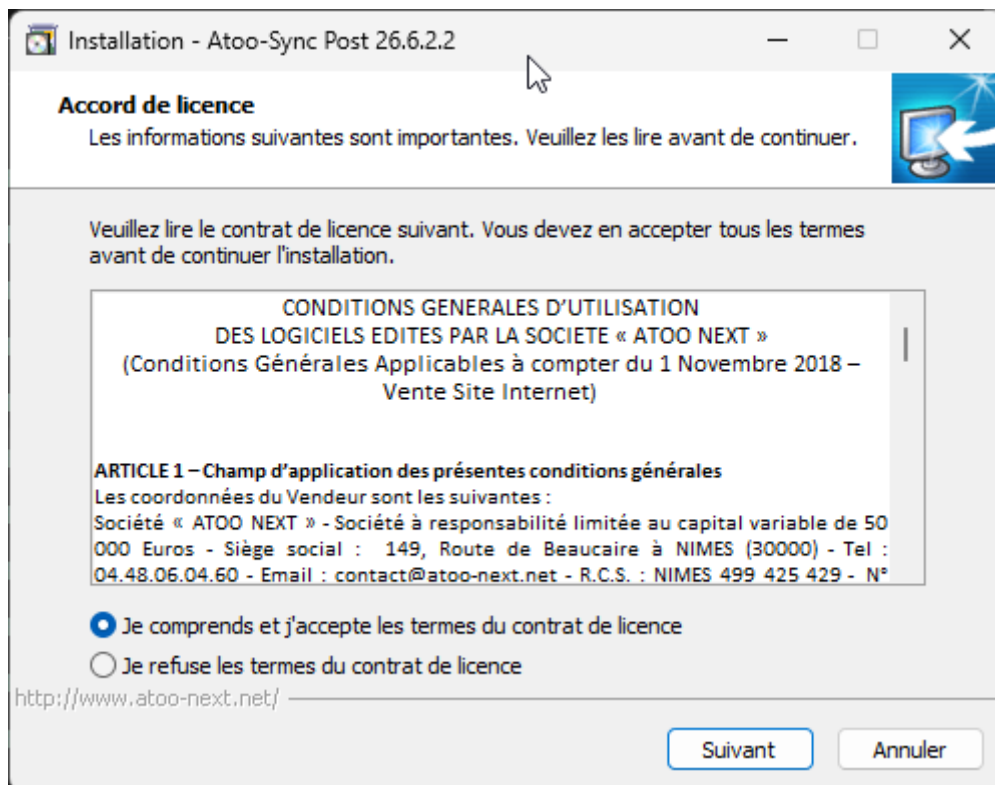 Installation - Atoo-Sync Post 26.6.2.2
Accord de licence
Les informations suivantes sont importantes. Veuillez les lire avant de continuer.
Veuillez lire le contrat de licence suivant. Vous devez en accepter tous les termes
avant de continuer l'installation.
CONDITIONS GENERALES D’UTILISATION
DES LOGICIELS EDITES PAR LA SOCIETE « ATOO NEXT »
(Conditions Générales Applicables à compter du 1 Novembre 2018 –
Vente Site Internet)
ARTICLE 1 – Champ d’application des présentes conditions générales
Les coordonnées du Vendeur sont les suivantes :
Société « ATOO NEXT » - Société à responsabilité limitée au capital variable de 50
000 Euros - Siège social : 149, Route de Beaucaire à NIMES (30000) - Tel :
04.48.06.04.60 - Email : contact@atoo-next.net - R.C.S. : NIMES 499 425 429 - N°
Je comprends et j'accepte les termes du contrat de licence
Je refuse les termes du contrat de licence
http://www.atoo-next.net/
Suivant
Annuler